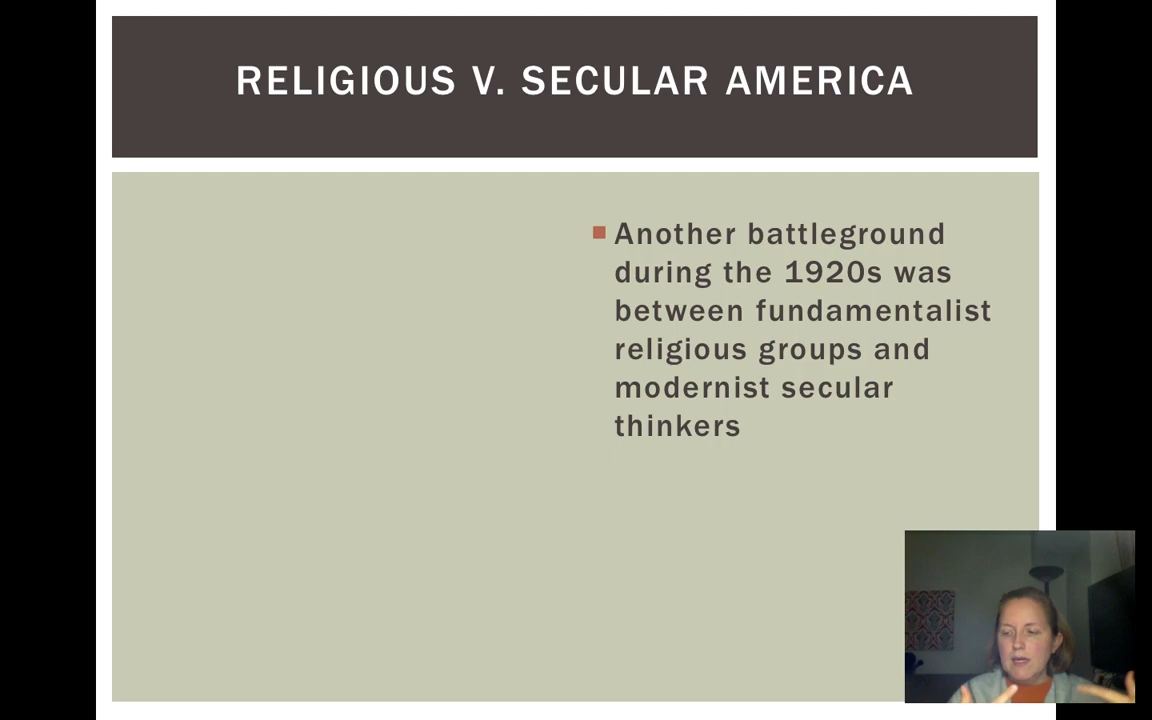 RELIGIOUS V. SECULAR AMERICA
Another battleground
during the 1920s was
between fundamentalist
religious groups and
modernist secular
thinkers